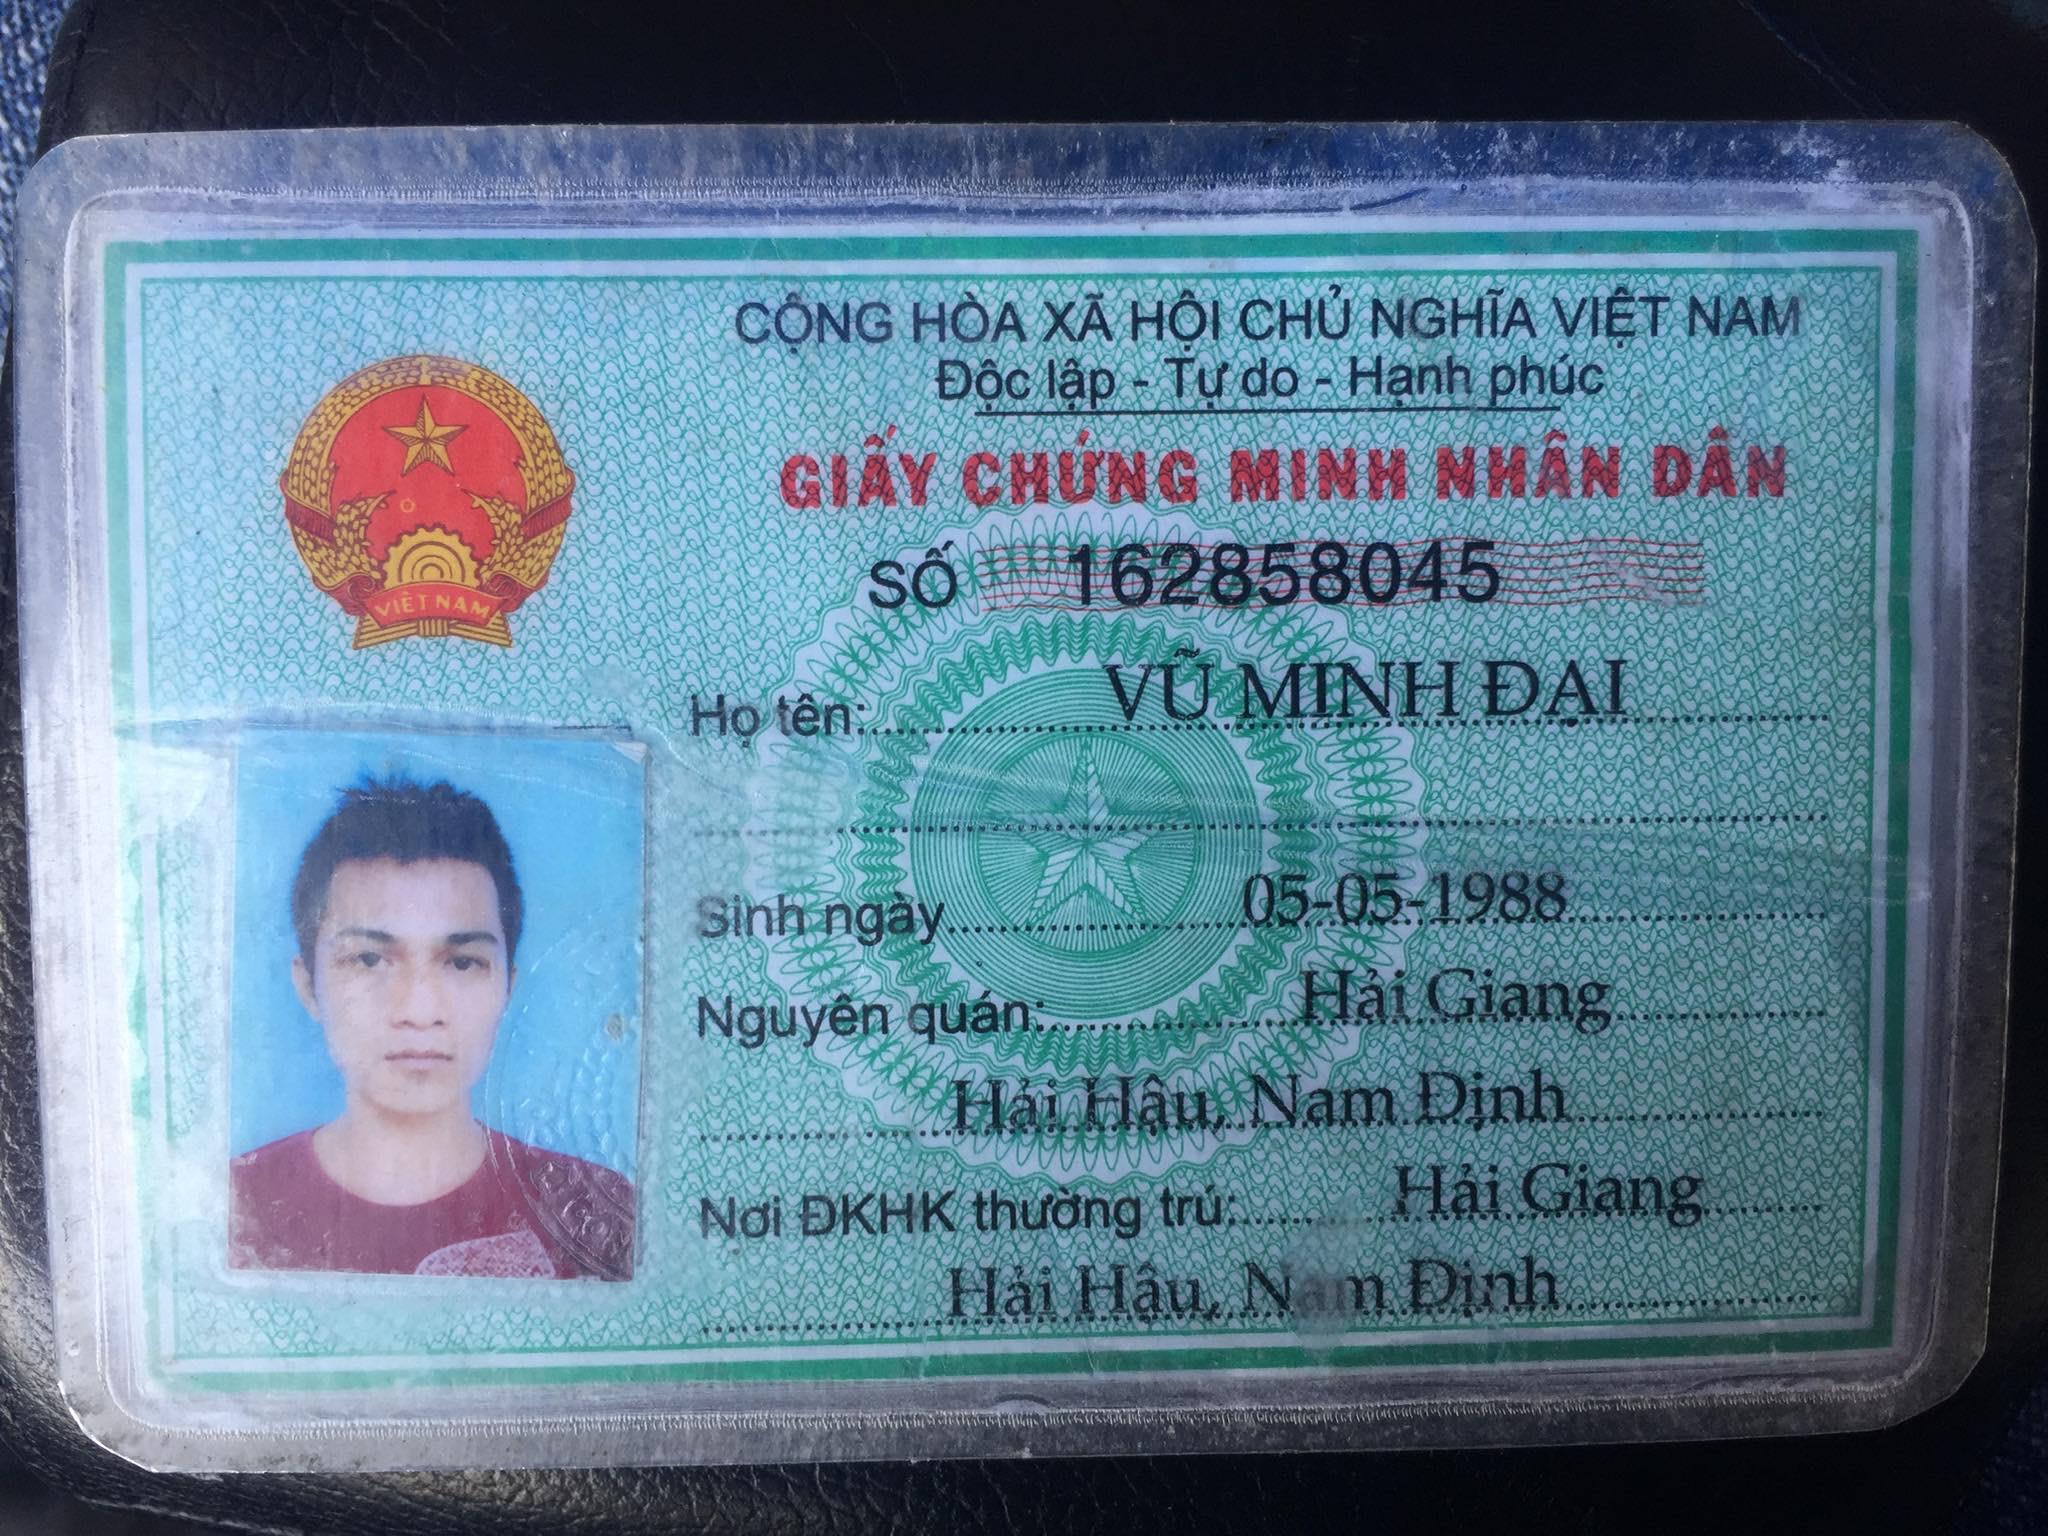 CỘNG HÒA XÃ HỘI CHỦ NGHĨA VIỆT NAM
Độc lập - Tự do - Hạnh phúc
GIẤY CHỨNG MINH NHÂN DÂN
SỐ 162858045
VIỆT NAM
Họ tên: VŨ MINH ĐẠI
Sinh ngày 05-05-1988
Nguyên quán: Hải Giang
Hải Hậu, Nam Định
Nơi ĐKHK thường trú: Hải Giang
Hải Hậu, Nam Định